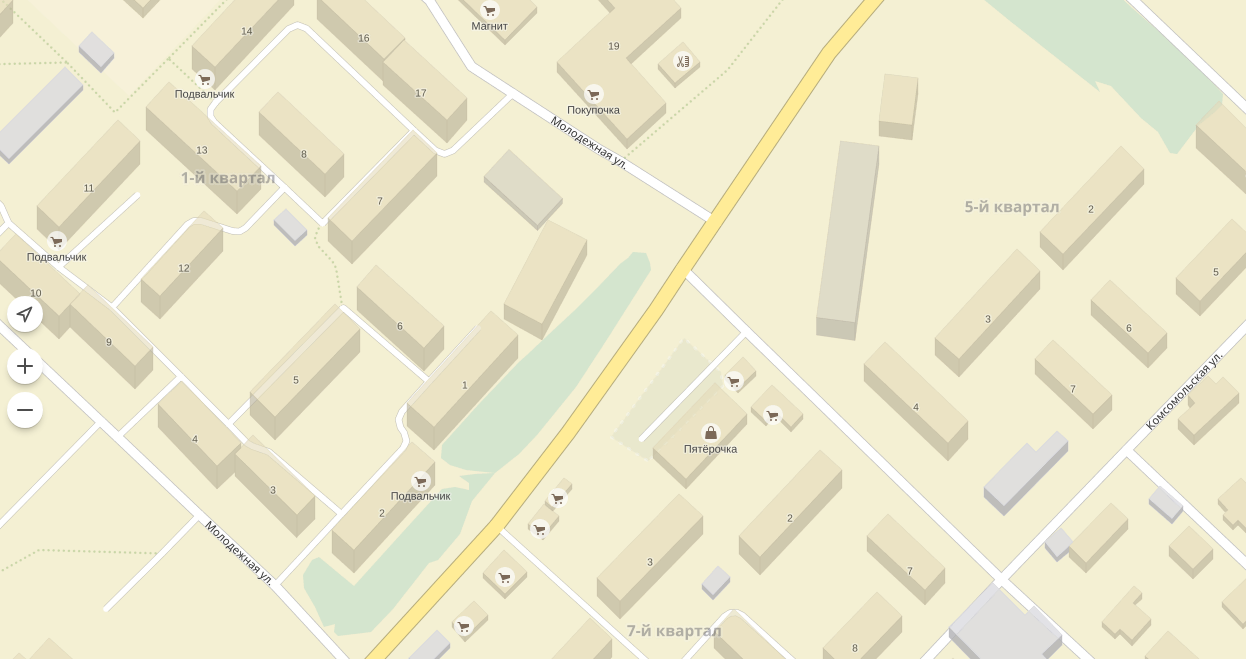 Магнит
14
16
19
17
Подвальчик
Покупочка
Молодежная ул.
13
8
1-й квартал
11
7
5-й квартал
2
Подвальчик
12
5
10
3
6
6
9
5
1
7
4
Комсомольская ул.
4
Пятёрочка
3
Подвальчик
2
2
Молодежная ул.
3
7
7-й квартал
8